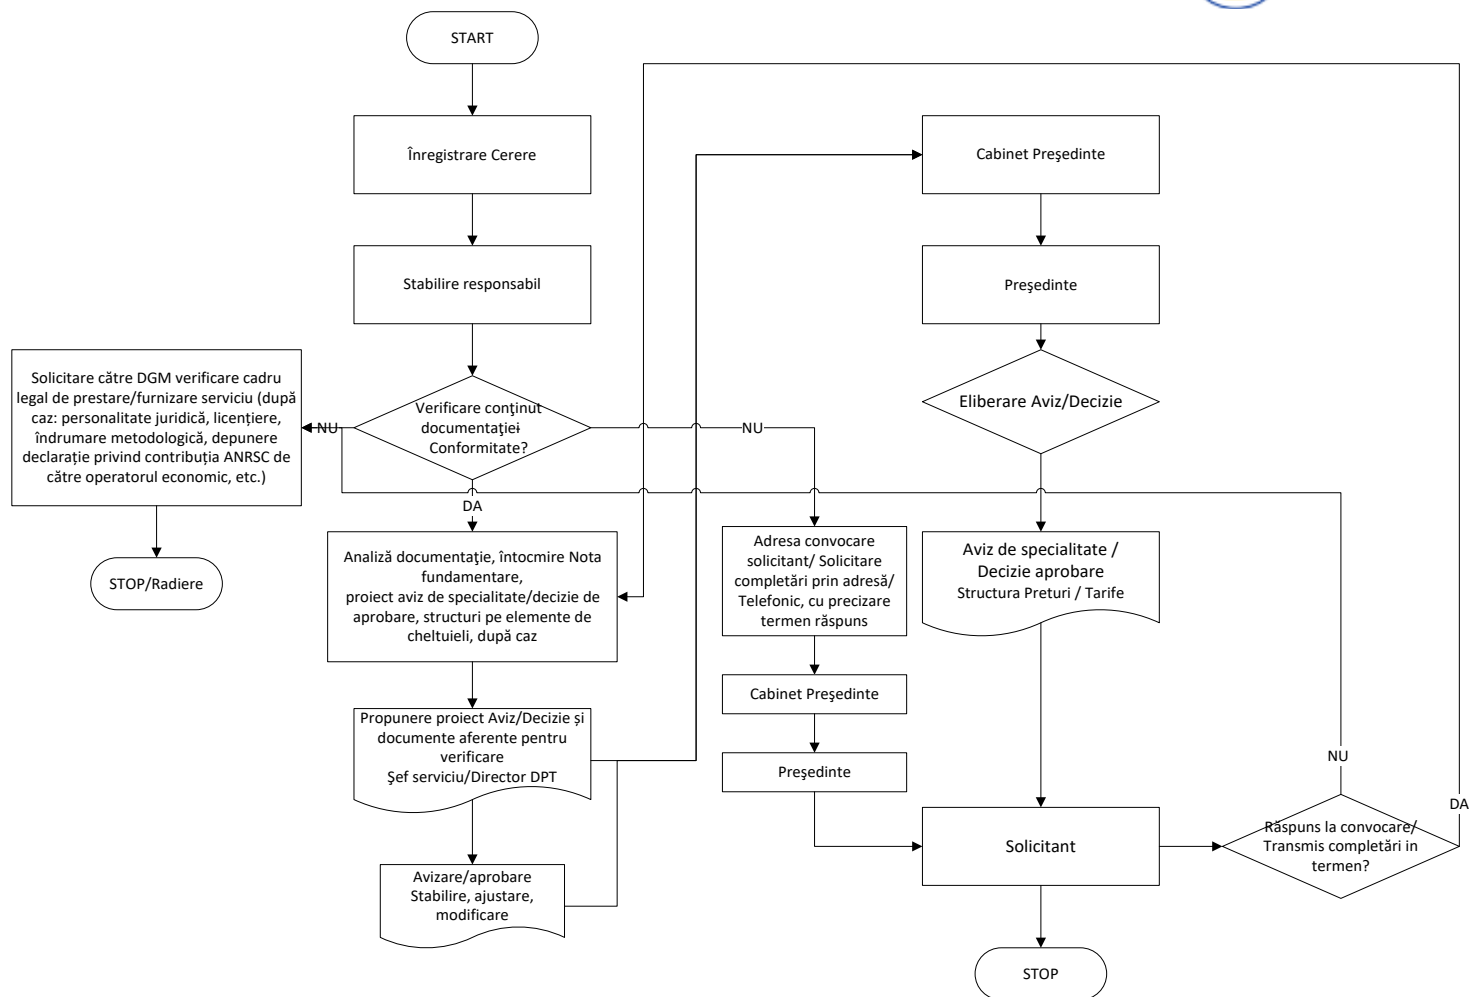 START
Înregistrare Cerere
Stabilire responsabil
Verificare conţinut
documentaţiei
Conformitate?
NU
Solicitare către DGM verificare cadru
legal de prestare/furnizare serviciu (după
caz: personalitate juridică, licențiere,
îndrumare metodologică, depunere
declarație privind contribuția ANRSC de
către operatorul economic, etc.)
STOP/Radiere
DA
Analiză documentaţie, întocmire Nota
fundamentare,
proiect aviz de specialitate/decizie de
aprobare, structuri pe elemente de
cheltuieli, după caz
Propunere proiect Aviz/Decizie și
documente aferente pentru
verificare
Şef serviciu/Director DPT
Avizare/aprobare
Stabilire, ajustare,
modificare
NU
Adresa convocare
solicitant/ Solicitare
completări prin adresă/
Telefonic, cu precizare
termen răspuns
Cabinet Preşedinte
Preşedinte
Cabinet Preşedinte
Preşedinte
Eliberare Aviz/Decizie
Aviz de specialitate /
Decizie aprobare
Structura Preturi / Tarife
Solicitant
STOP
Răspuns la convocare/
Transmis completări in
termen?
NU
DA